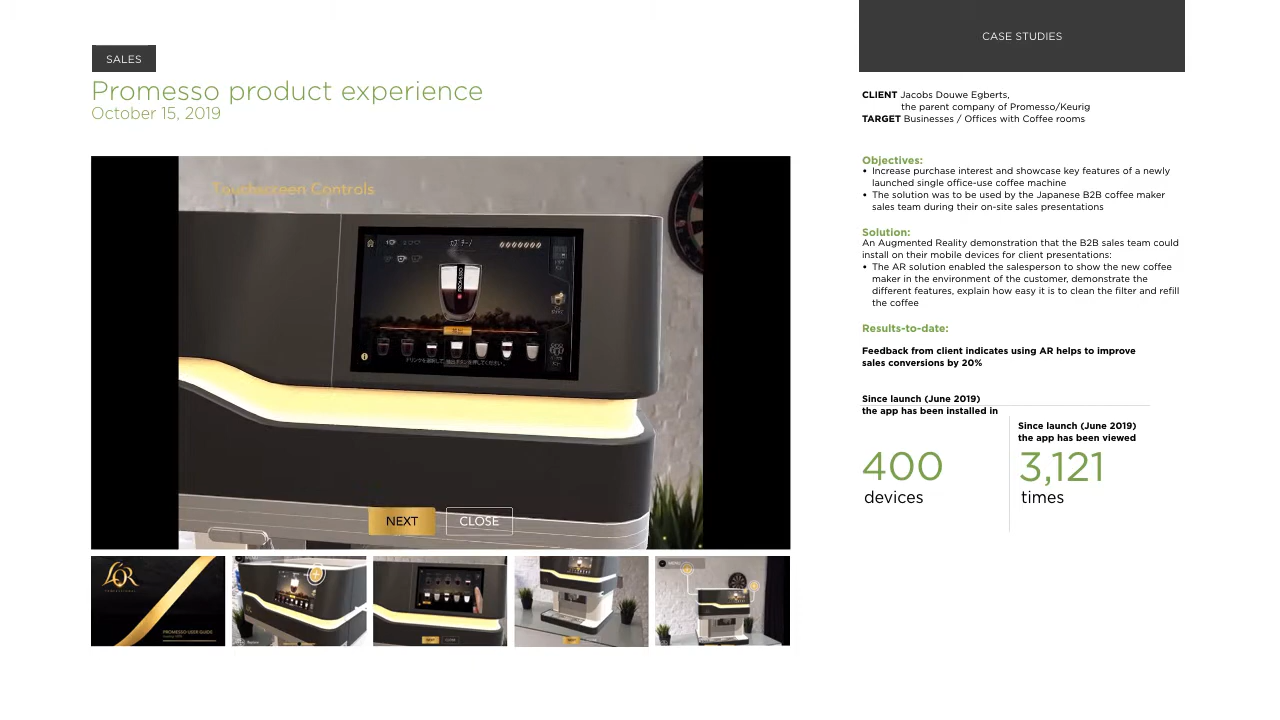 SALES
Promesso product experience
October 15, 2019
CASE STUDIES
CLIENT Jacobs Douwe Egberts,
the parent company of Promesso/Keurig
TARGET Businesses / Offices with Coffee rooms
Objectives:
• Increase purchase interest and showcase key features of a newly
launched single office-use coffee machine
• The solution was to be used by the Japanese B2B coffee maker
sales team during their on-site sales presentations
Solution:
An Augmented Reality demonstration that the B2B sales team could
install on their mobile devices for client presentations:
• The AR solution enabled the salesperson to show the new coffee
maker in the environment of the customer, demonstrate the
different features, explain how easy it is to clean the filter and refill
the coffee
Results-to-date:
Feedback from client indicates using AR helps to improve
sales conversions by 20%
Since launch (June 2019)
the app has been installed in
400
devices
Since launch (June 2019)
the app has been viewed
3,121
times
Touchscreen Controls
NEXT
CLOSE
L'OR
PROMESSO USER GUIDE